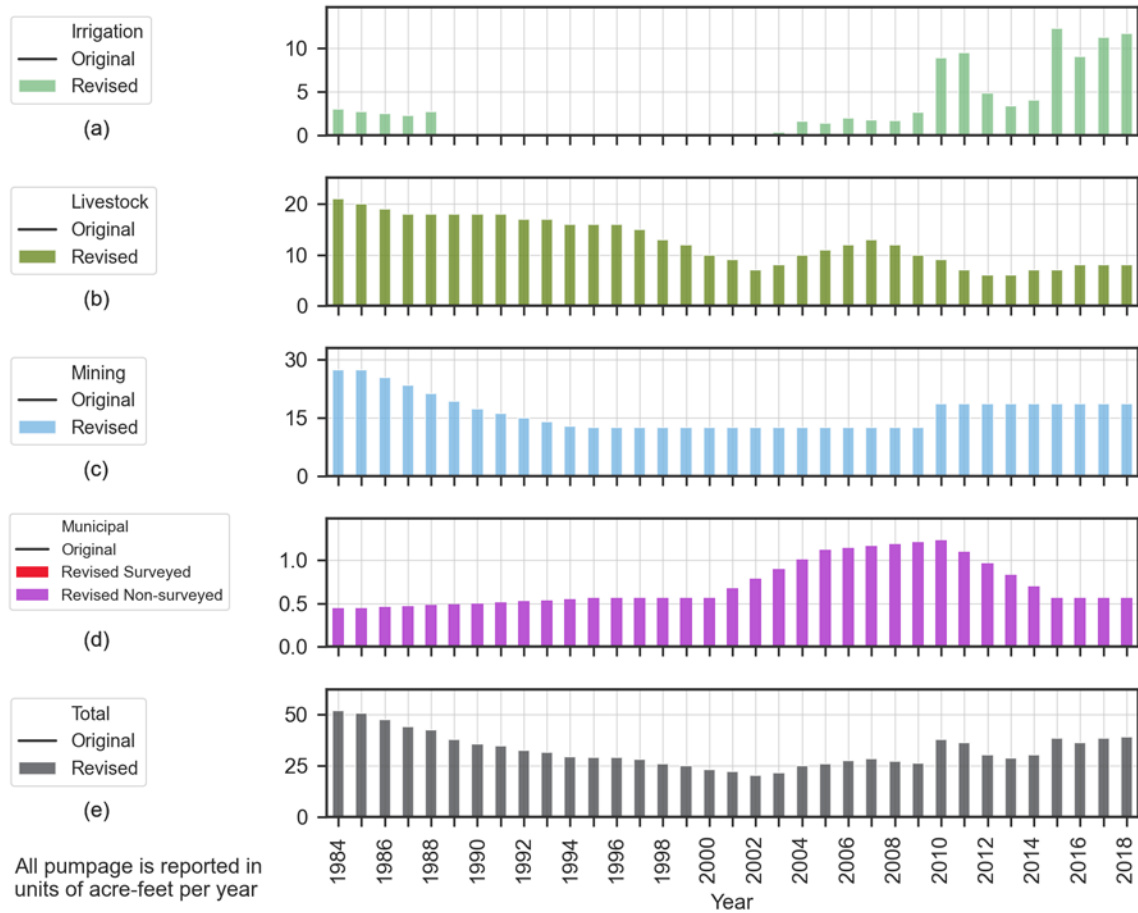 Irrigation
Original
Revised
(a)
10
5
0
Livestock
Original
Revised
(b)
20
10
0
Mining
Original
Revised
(c)
30
15
0
Municipal
Original
Revised Surveyed
Revised Non-surveyed
(d)
1.0
0.5
0.0
Total
Original
Revised
(e)
50
25
0
1984 1986 1988 1990 1992 1994 1996 1998 2000 2002 2004 2006 2008 2010 2012 2014 2016 2018
Year
All pumpage is reported in
units of acre-feet per year